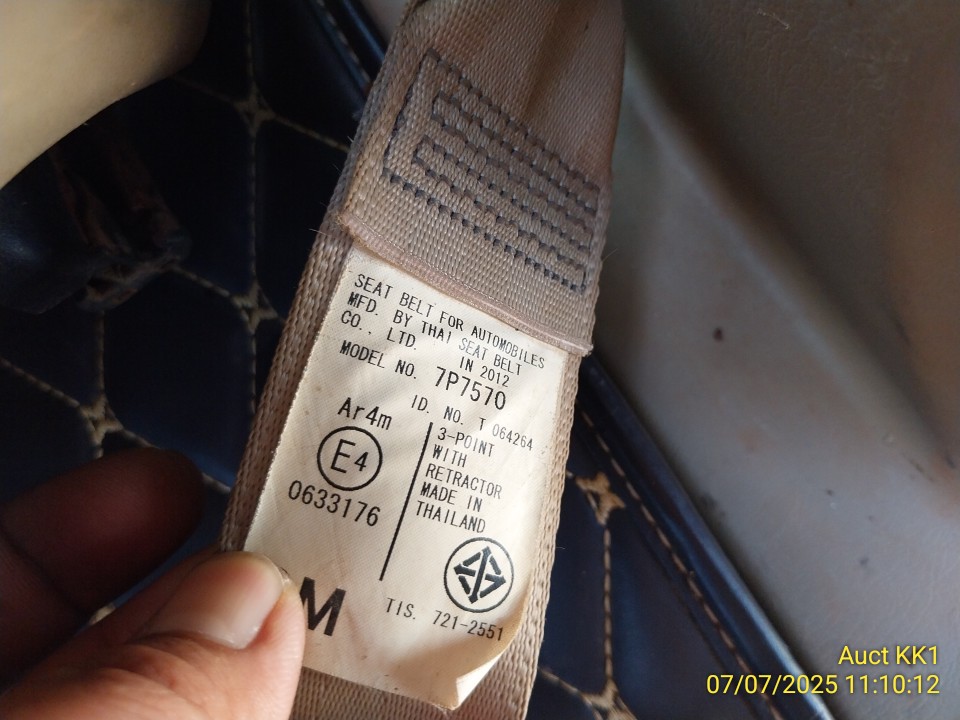 SEAT BELT FOR AUTOMOBILES
MFD. BY THAI SEAT BELT
CO., LTD. IN 2012
MODEL NO. 7P7570
ID. NO. T 064264
Ar4m
E4
0633176
3-POINT
WITH
RETRACTOR
MADE IN
THAILAND
M
TIS. 721-2551
Auct KK1
07/07/2025 11:10:12